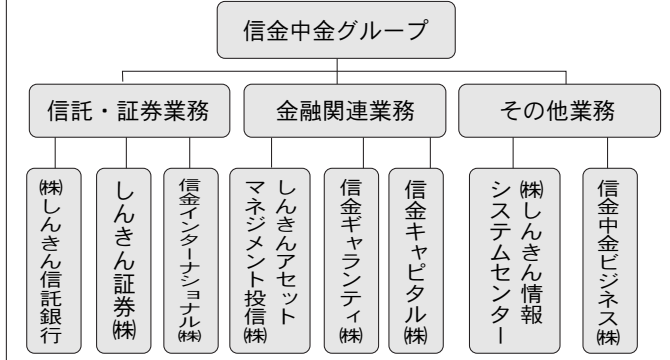 信金中金グループ
信託・証券業務
金融関連業務
その他業務
㈱しんきん信託銀行
しんきん証券㈱
信金インターナショナル㈱
しんきんアセット
マネジメント投信㈱
信金ギャランティ㈱
信金キャピタル㈱
㈱しんきん情報
システムセンター
信金中金ビジネス㈱